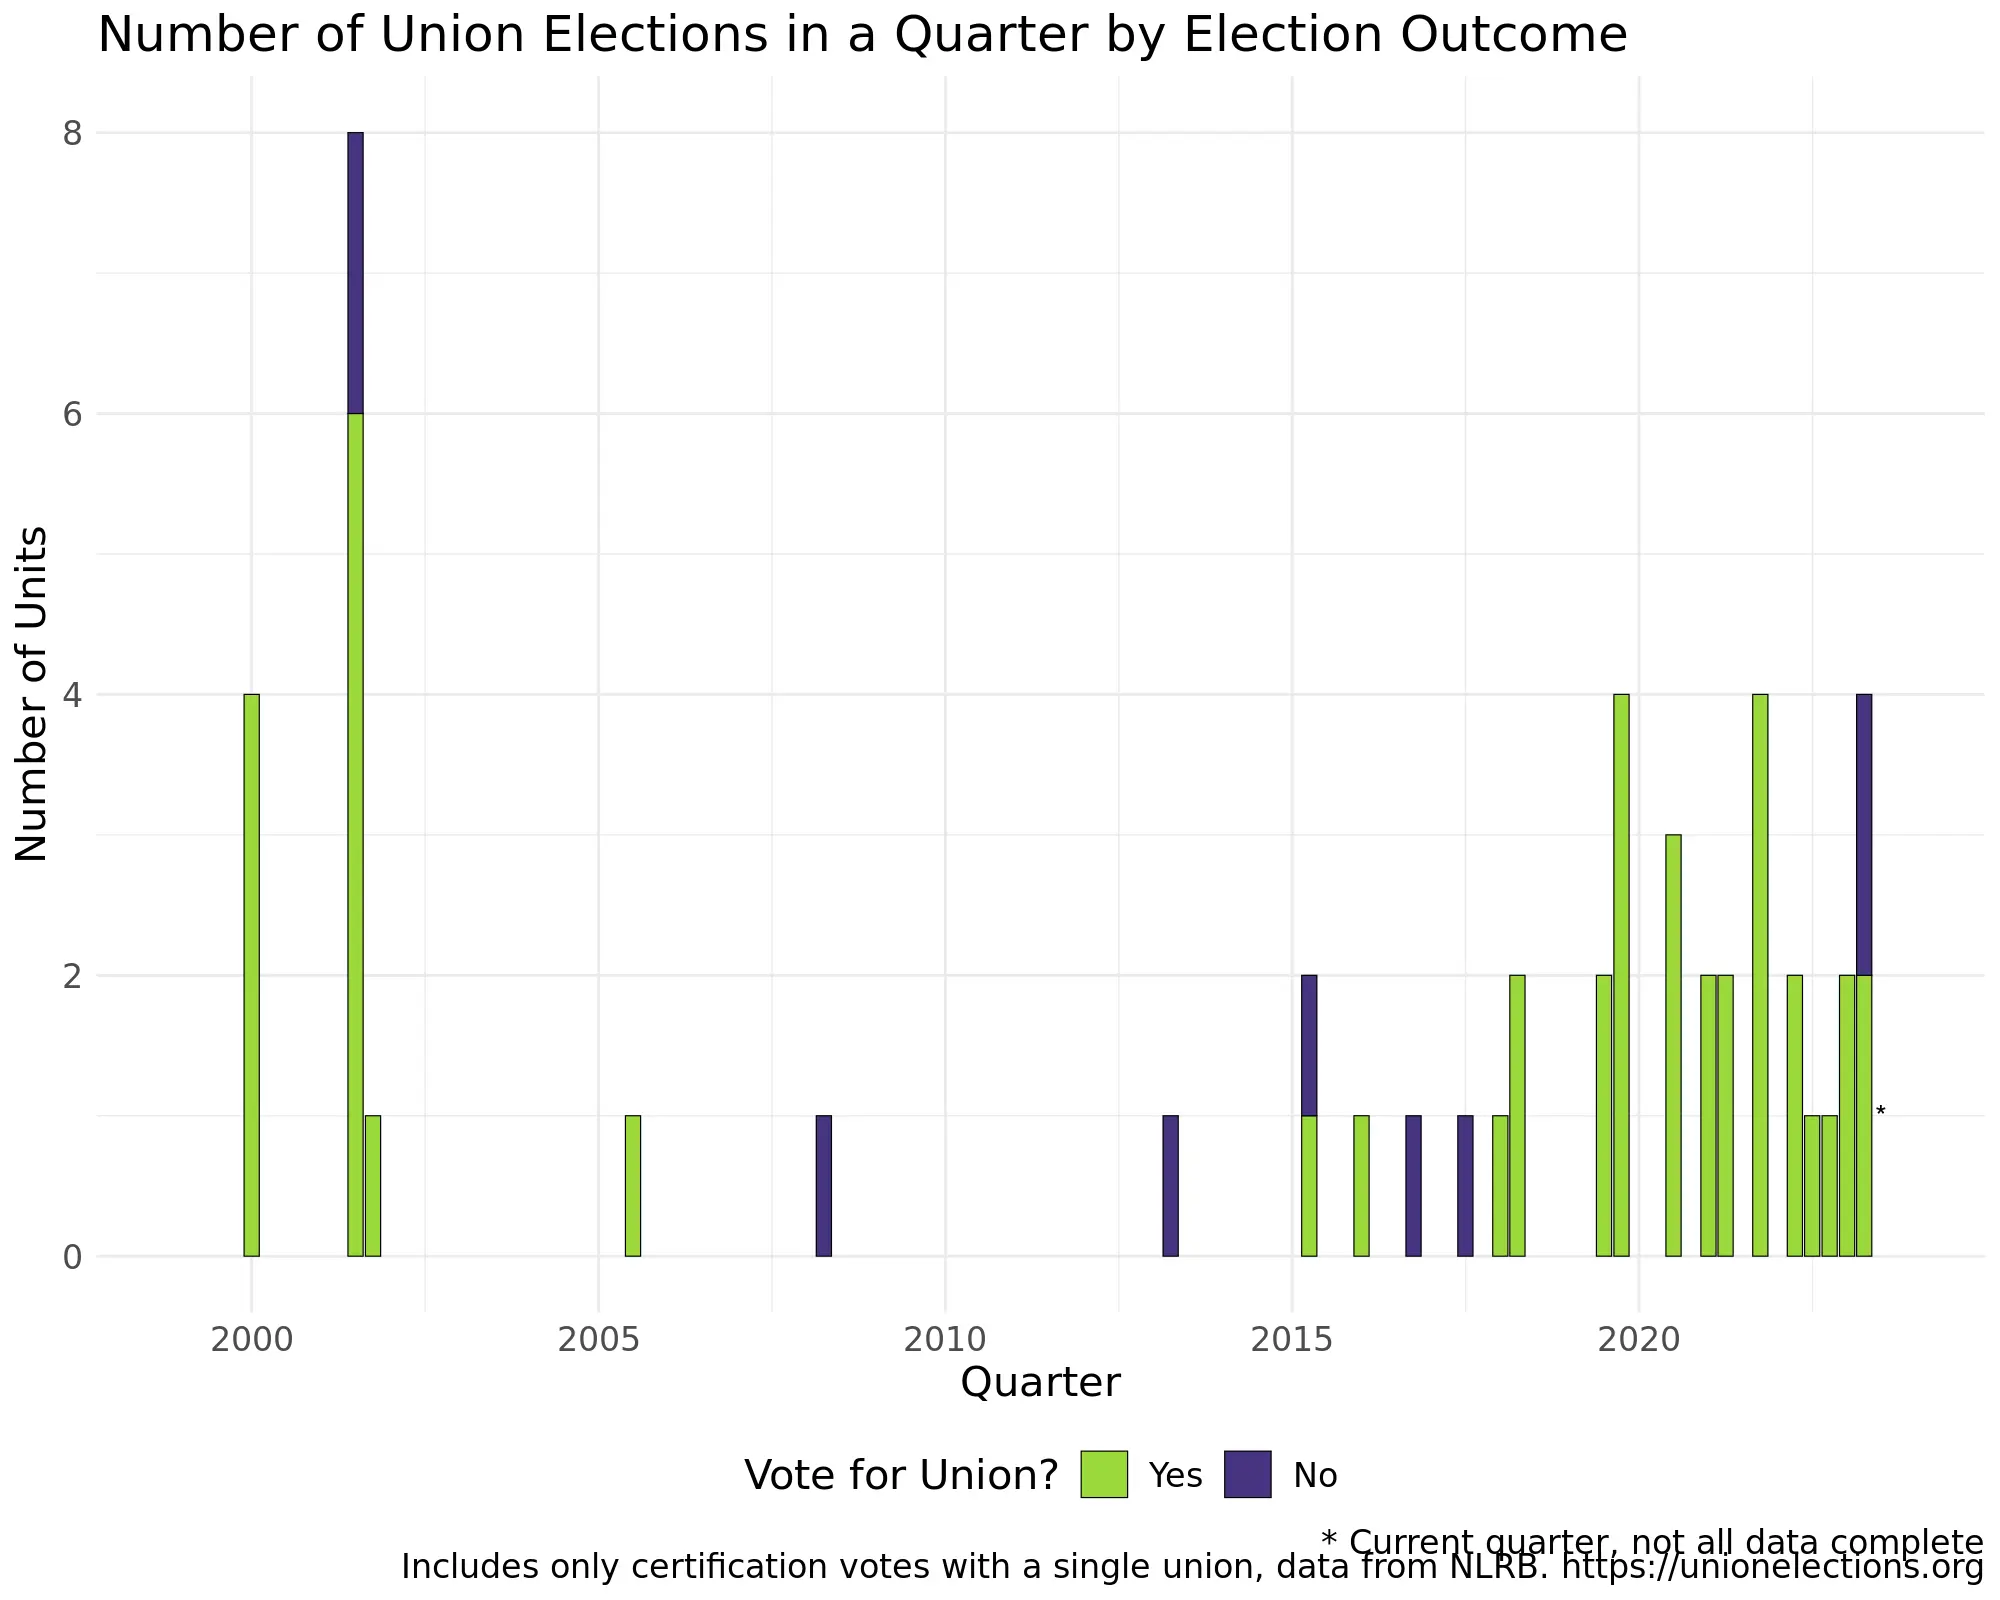 Number of Union Elections in a Quarter by Election Outcome
Number of Units
8
6
4
2
0
*
2000 2005 2010 2015 2020
Quarter
Vote for Union? Yes No
* Current quarter, not all data complete
Includes only certification votes with a single union, data from NLRB. https://unionelections.org